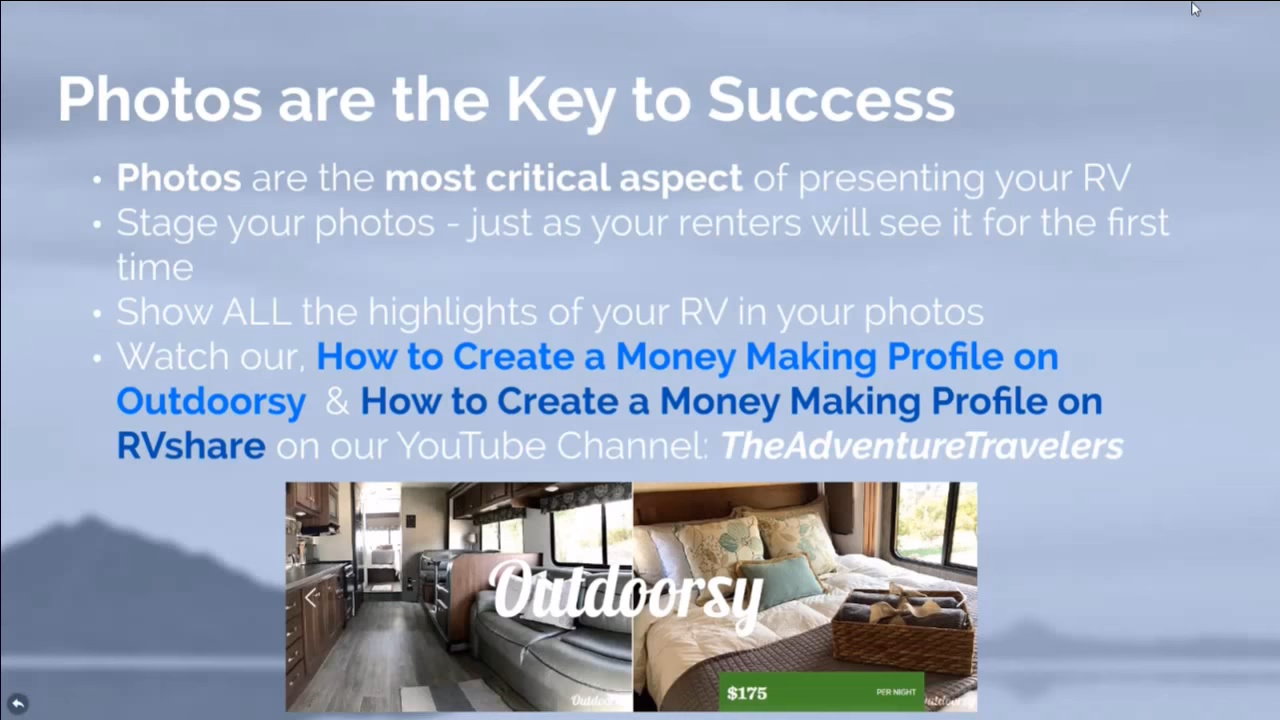 Photos are the Key to Success
• Photos are the most critical aspect of presenting your RV
• Stage your photos - just as your renters will see it for the first
time
• Show ALL the highlights of your RV in your photos
• Watch our, How to Create a Money Making Profile on
Outdoorsy & How to Create a Money Making Profile on
RVshare on our YouTube Channel: TheAdventureTravelers
Outdoorsy
$175 PER NIGHT
Outdoorsy